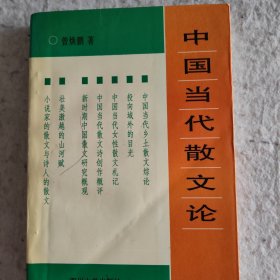 曾焕鹏 著
中国当代散文论
中国当代乡土散文综论
投向域外的目光
中国当代女性散文札记
中国当代散文诗创作概评
新时期中国散文研究概观
壮美激越的山河赋
小说家的散文与诗人的散文